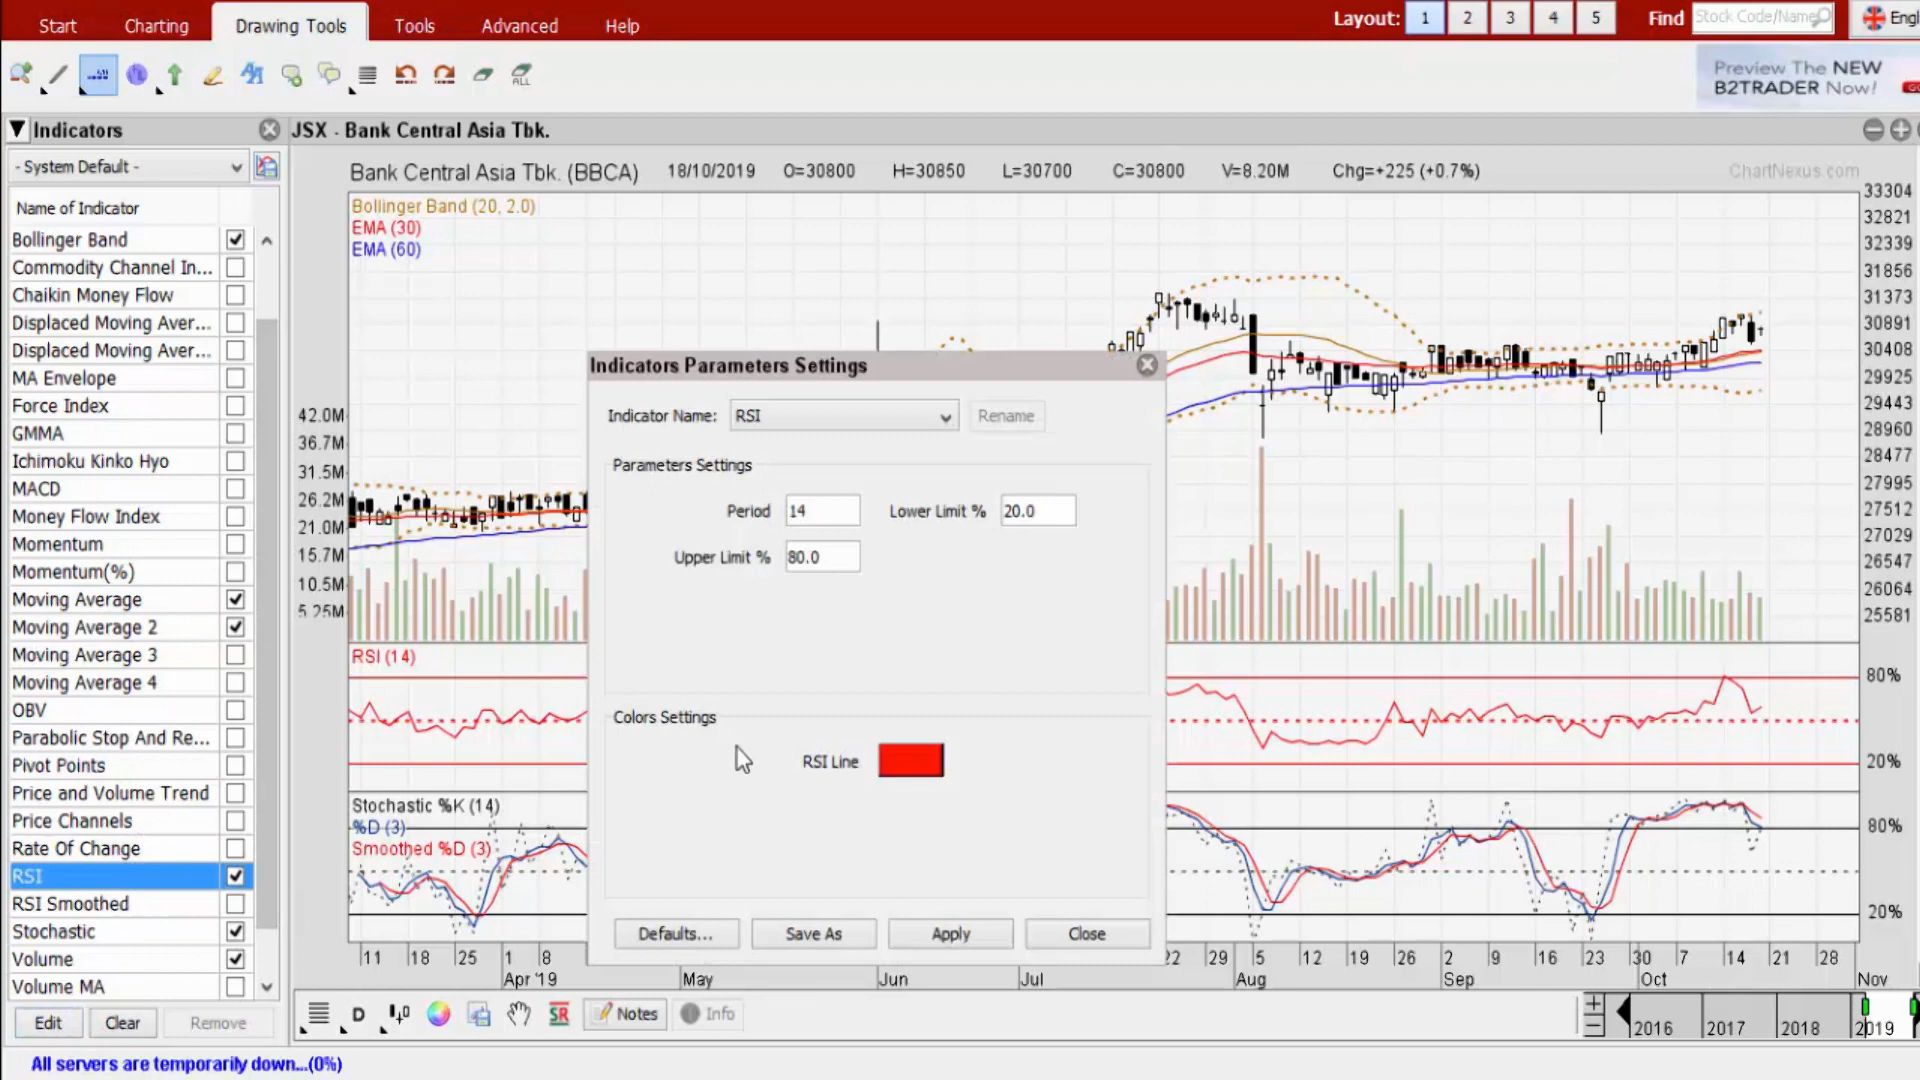 Start Charting Drawing Tools Tools Advanced Help Layout: 1 2 3 4 5 Find Stock Code/Name Engl
ALL
Preview The NEW
B2TRADER Now!
Indicators
JSX - Bank Central Asia Tbk.
- System Default -
Bank Central Asia Tbk. (BBCA) 18/10/2019 O=30800 H=30850 L=30700 C=30800 V=8.20M Chg=+225 (+0.7%)
ChartNexus.com
Name of Indicator
Bollinger Band
Commodity Channel In...
Chaikin Money Flow
Displaced Moving Aver...
Displaced Moving Aver...
MA Envelope
Force Index
GMMA
Ichimoku Kinko Hyo
MACD
Money Flow Index
Momentum
Momentum(%)
Moving Average
Moving Average 2
Moving Average 3
Moving Average 4
OBV
Parabolic Stop And Re...
Pivot Points
Price and Volume Trend
Price Channels
Rate Of Change
RSI
RSI Smoothed
Stochastic
Volume
Volume MA
Edit Clear Remove
All servers are temporarily down...(0%)
Bollinger Band (20, 2.0)
EMA (30)
EMA (60)
42.0M
36.7M
31.5M
26.2M
21.0M
15.7M
10.5M
5.25M
RSI (14)
Stochastic %K (14)
%D (3)
Smoothed %D (3)
Indicators Parameters Settings
Indicator Name: RSI Rename
Parameters Settings
Period 14 Lower Limit % 20.0
Upper Limit % 80.0
Colors Settings
RSI Line
Defaults... Save As Apply Close
33304
32821
32339
31856
31373
30891
30408
29925
29443
28960
28477
27995
27512
27029
26547
26064
25581
80%
20%
80%
20%
11 18 25 1 8 22 29 5 12 19 26 2 9 16 23 30 7 14 21 28
Apr '19 May Jun Jul Aug Sep Oct Nov
D SR Notes Info
2016 2017 2018 2019